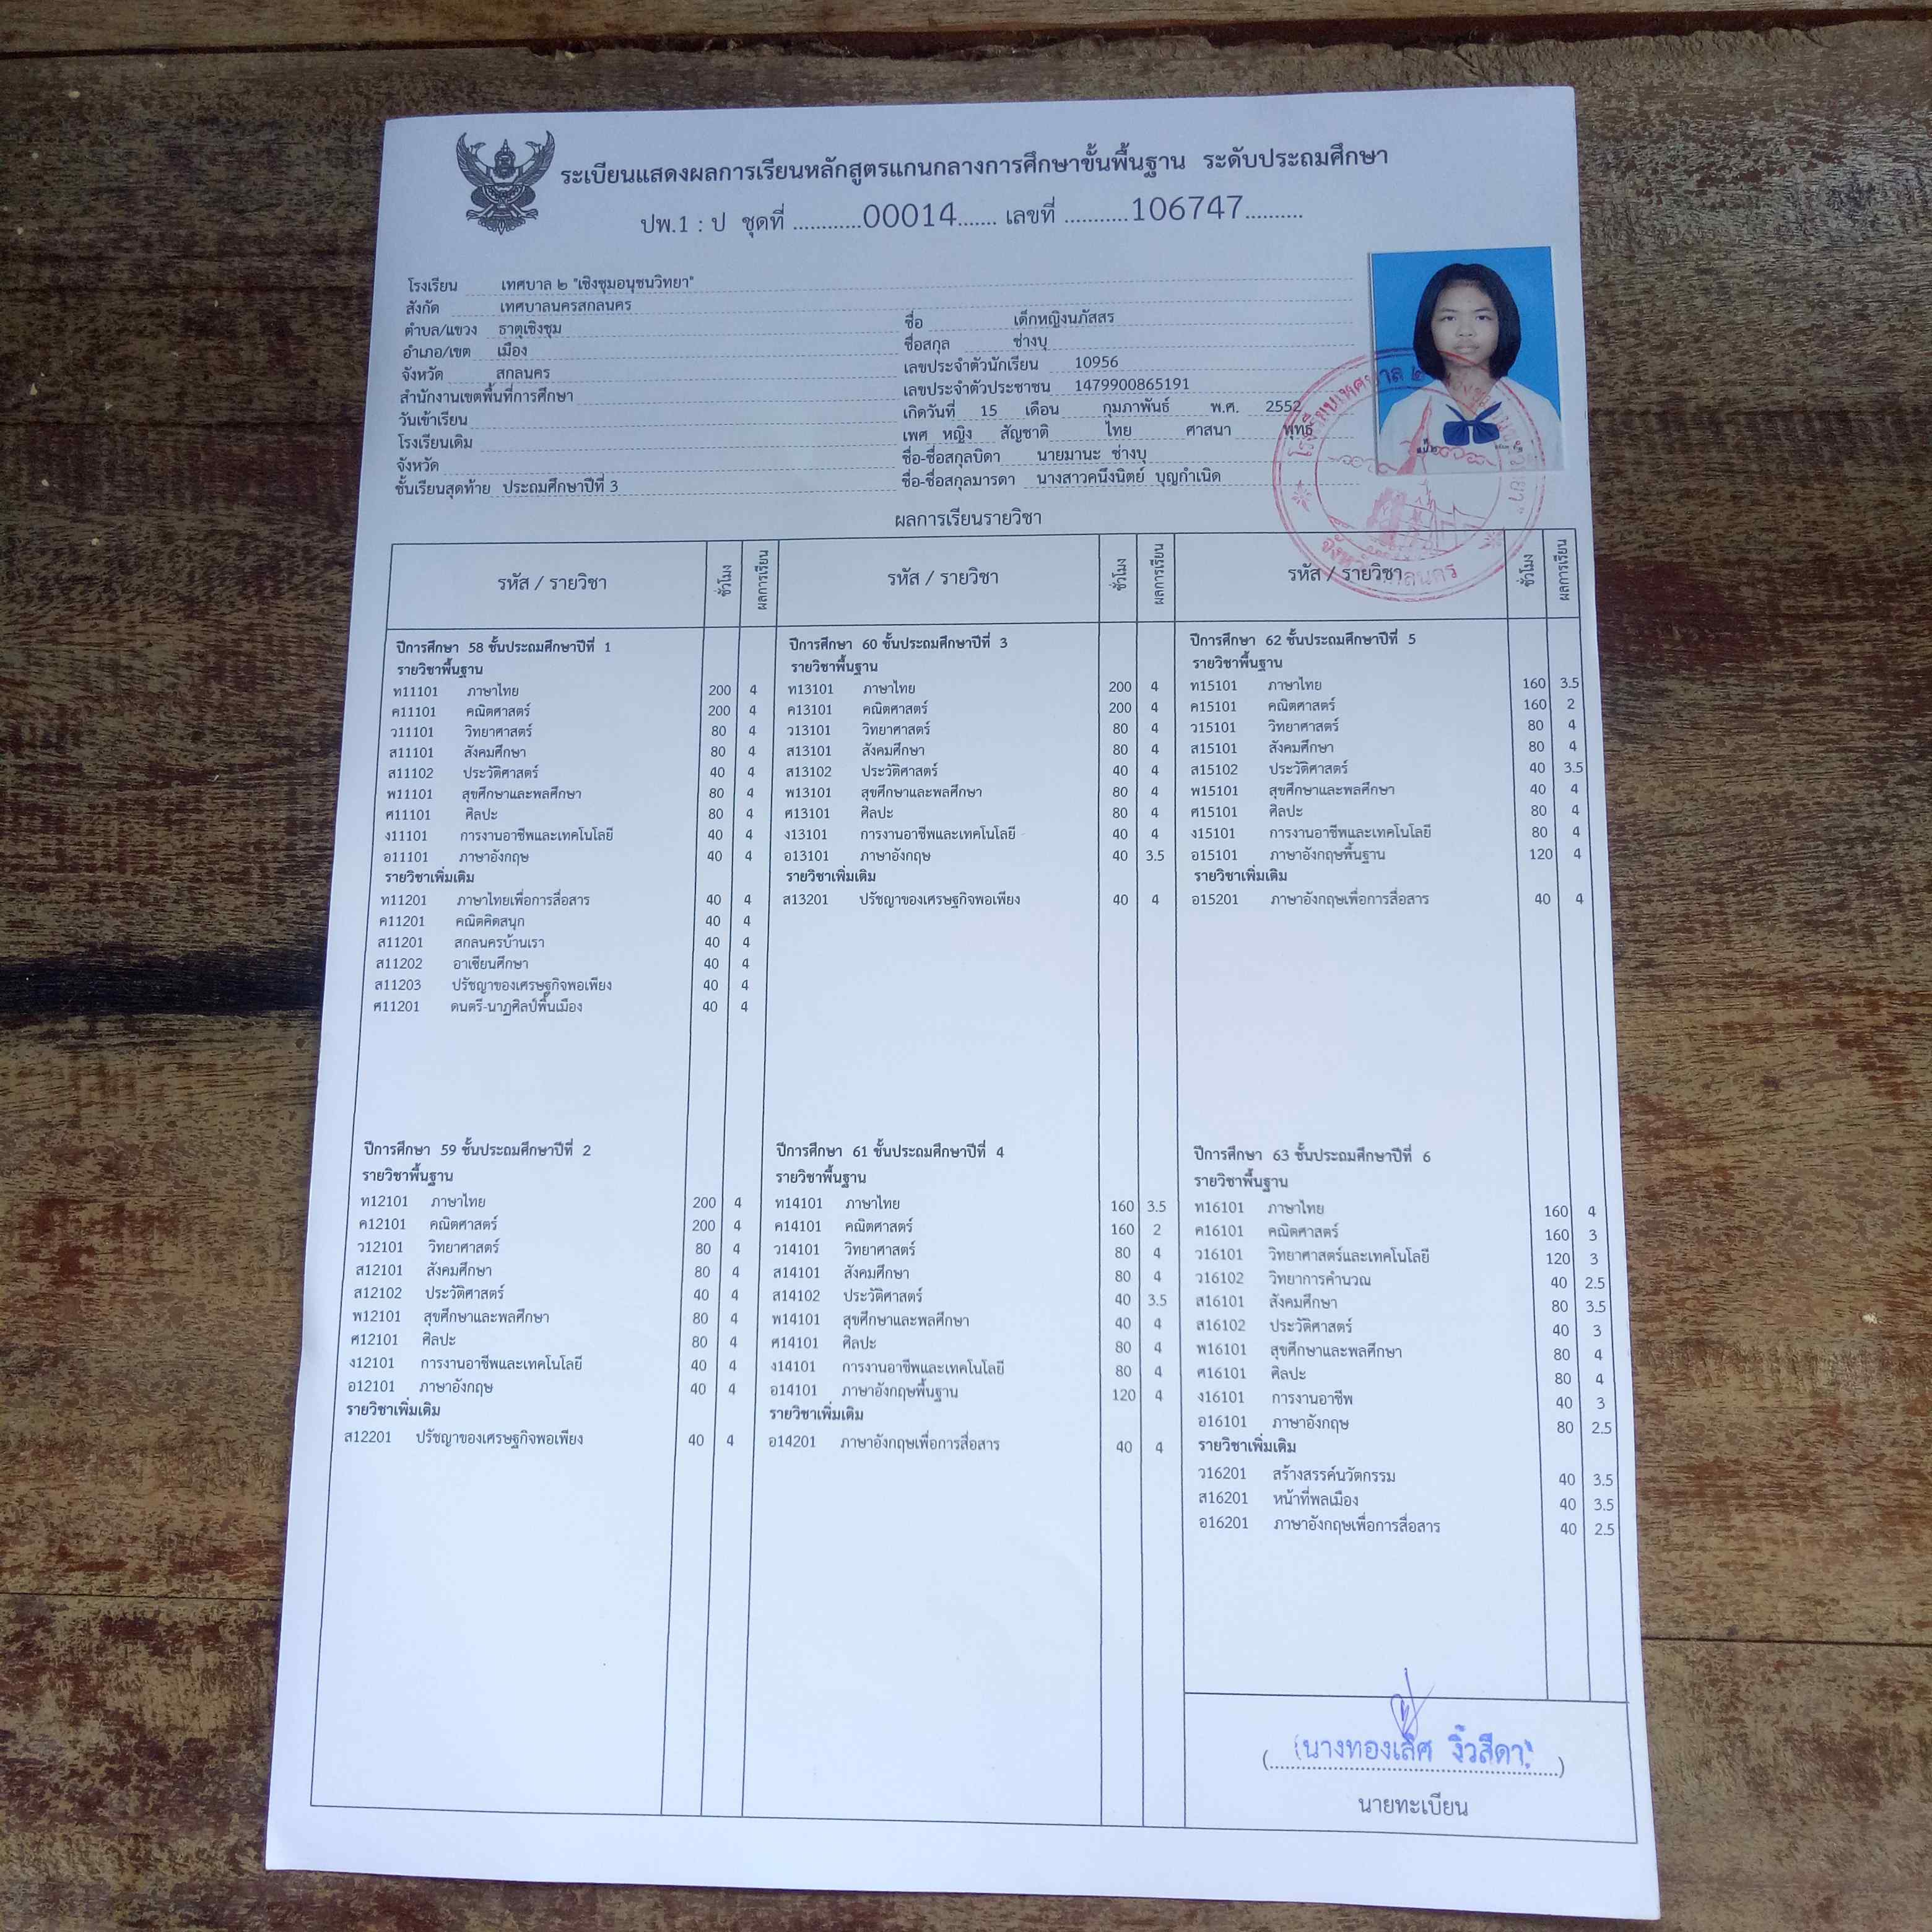 ระเบียนแสดงผลการเรียนหลักสูตรแกนกลางการศึกษาขั้นพื้นฐาน ระดับประถมศึกษา
ปพ.1 : ป ชุดที่ ............00014....... เลขที่ ...........106747..........
โรงเรียน เทศบาล ๒ "เชิงชุมอนุชนวิทยา"
สังกัด เทศบาลนครสกลนคร
ตำบล/แขวง ธาตุเชิงชุม
อำเภอ/เขต เมือง
จังหวัด สกลนคร
สำนักงานเขตพื้นที่การศึกษา
วันเข้าเรียน
โรงเรียนเดิม
จังหวัด
ชั้นเรียนสุดท้าย ประถมศึกษาปีที่ 3
ชื่อ เด็กหญิงนภัสสร
ชื่อสกุล ช่างบุ
เลขประจำตัวนักเรียน 10956
เลขประจำตัวประชาชน 1479900865191
เกิดวันที่ 15 เดือน กุมภาพันธ์ พ.ศ. 2552
เพศ หญิง สัญชาติ ไทย ศาสนา พุทธ
ชื่อ-ชื่อสกุลบิดา นายมานะ ช่างบุ
ชื่อ-ชื่อสกุลมารดา นางสาวคนึงนิตย์ บุญกำเนิด
ผลการเรียนรายวิชา
รหัส / รายวิชา ชั่วโมง ผลการเรียน รหัส / รายวิชา ชั่วโมง ผลการเรียน รหัส / รายวิชา ชั่วโมง ผลการเรียน
ปีการศึกษา 58 ชั้นประถมศึกษาปีที่ 1
รายวิชาพื้นฐาน
ท11101 ภาษาไทย 200 4
ค11101 คณิตศาสตร์ 200 4
ว11101 วิทยาศาสตร์ 80 4
ส11101 สังคมศึกษา 80 4
ส11102 ประวัติศาสตร์ 40 4
พ11101 สุขศึกษาและพลศึกษา 80 4
ศ11101 ศิลปะ 80 4
ง11101 การงานอาชีพและเทคโนโลยี 40 4
อ11101 ภาษาอังกฤษ 40 4
รายวิชาเพิ่มเติม
ท11201 ภาษาไทยเพื่อการสื่อสาร 40 4
ค11201 คณิตคิดสนุก 40 4
ส11201 สกลนครบ้านเรา 40 4
ส11202 อาเซียนศึกษา 40 4
ส11203 ปรัชญาของเศรษฐกิจพอเพียง 40 4
ศ11201 ดนตรี-นาฏศิลป์พื้นเมือง 40 4
ปีการศึกษา 59 ชั้นประถมศึกษาปีที่ 2
รายวิชาพื้นฐาน
ท12101 ภาษาไทย 200 4
ค12101 คณิตศาสตร์ 200 4
ว12101 วิทยาศาสตร์ 80 4
ส12101 สังคมศึกษา 80 4
ส12102 ประวัติศาสตร์ 40 4
พ12101 สุขศึกษาและพลศึกษา 80 4
ศ12101 ศิลปะ 80 4
ง12101 การงานอาชีพและเทคโนโลยี 40 4
อ12101 ภาษาอังกฤษ 40 4
รายวิชาเพิ่มเติม
ส12201 ปรัชญาของเศรษฐกิจพอเพียง 40 4
ปีการศึกษา 60 ชั้นประถมศึกษาปีที่ 3
รายวิชาพื้นฐาน
ท13101 ภาษาไทย 200 4
ค13101 คณิตศาสตร์ 200 4
ว13101 วิทยาศาสตร์ 80 4
ส13101 สังคมศึกษา 80 4
ส13102 ประวัติศาสตร์ 40 4
พ13101 สุขศึกษาและพลศึกษา 80 4
ศ13101 ศิลปะ 80 4
ง13101 การงานอาชีพและเทคโนโลยี 40 4
อ13101 ภาษาอังกฤษ 40 3.5
รายวิชาเพิ่มเติม
ส13201 ปรัชญาของเศรษฐกิจพอเพียง 40 4
ปีการศึกษา 61 ชั้นประถมศึกษาปีที่ 4
รายวิชาพื้นฐาน
ท14101 ภาษาไทย 160 3.5
ค14101 คณิตศาสตร์ 160 2
ว14101 วิทยาศาสตร์ 80 4
ส14101 สังคมศึกษา 80 4
ส14102 ประวัติศาสตร์ 40 3.5
พ14101 สุขศึกษาและพลศึกษา 40 4
ศ14101 ศิลปะ 80 4
ง14101 การงานอาชีพและเทคโนโลยี 80 4
อ14101 ภาษาอังกฤษพื้นฐาน 120 4
รายวิชาเพิ่มเติม
อ14201 ภาษาอังกฤษเพื่อการสื่อสาร 40 4
ปีการศึกษา 62 ชั้นประถมศึกษาปีที่ 5
รายวิชาพื้นฐาน
ท15101 ภาษาไทย 160 3.5
ค15101 คณิตศาสตร์ 160 2
ว15101 วิทยาศาสตร์ 80 4
ส15101 สังคมศึกษา 80 4
ส15102 ประวัติศาสตร์ 40 3.5
พ15101 สุขศึกษาและพลศึกษา 40 4
ศ15101 ศิลปะ 80 4
ง15101 การงานอาชีพและเทคโนโลยี 80 4
อ15101 ภาษาอังกฤษพื้นฐาน 120 4
รายวิชาเพิ่มเติม
อ15201 ภาษาอังกฤษเพื่อการสื่อสาร 40 4
ปีการศึกษา 63 ชั้นประถมศึกษาปีที่ 6
รายวิชาพื้นฐาน
ท16101 ภาษาไทย 160 4
ค16101 คณิตศาสตร์ 160 3
ว16101 วิทยาศาสตร์และเทคโนโลยี 120 3
ว16102 วิทยาการคำนวณ 40 2.5
ส16101 สังคมศึกษา 80 3.5
ส16102 ประวัติศาสตร์ 40 3
พ16101 สุขศึกษาและพลศึกษา 80 4
ศ16101 ศิลปะ 80 4
ง16101 การงานอาชีพ 40 3
อ16101 ภาษาอังกฤษ 80 2.5
รายวิชาเพิ่มเติม
ว16201 สร้างสรรค์นวัตกรรม 40 3.5
ส16201 หน้าที่พลเมือง 40 3.5
อ16201 ภาษาอังกฤษเพื่อการสื่อสาร 40 2.5
(นางทองเลิศ งิ้วสีดา)
นายทะเบียน